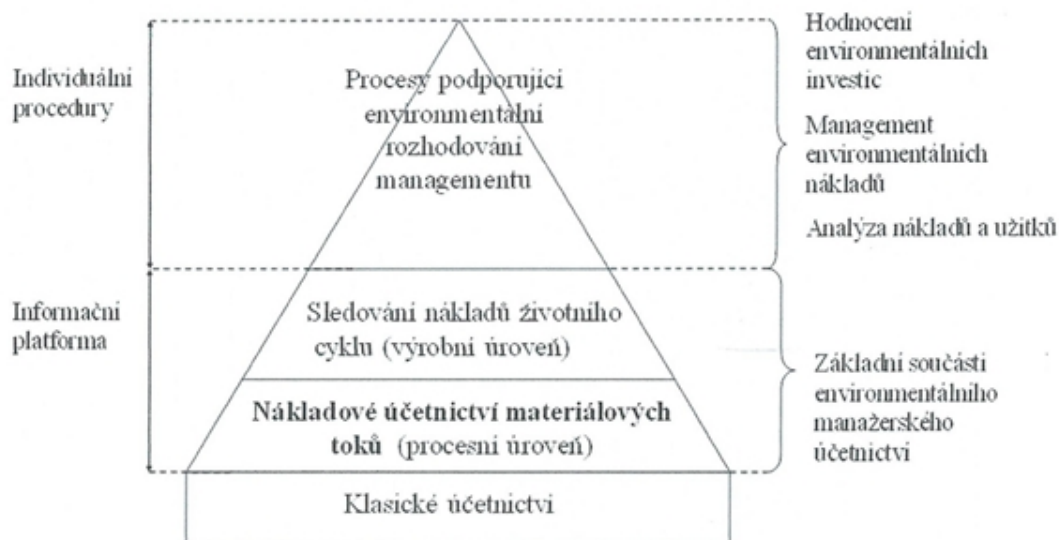 Individuální
procedury
Procesy podporující
environmentální
rozhodování
managementu
Hodnocení
environmentálních
investic
Management
environmentálních
nákladů
Analýza nákladů a užitků
Informační
platforma
Sledování nákladů životního
cyklu (výrobní úroveň)
Nákladové účetnictví materiálových
toků (procesní úroveň)
Základní součásti
environmentálního
manažerského
účetnictví
Klasické účetnictví